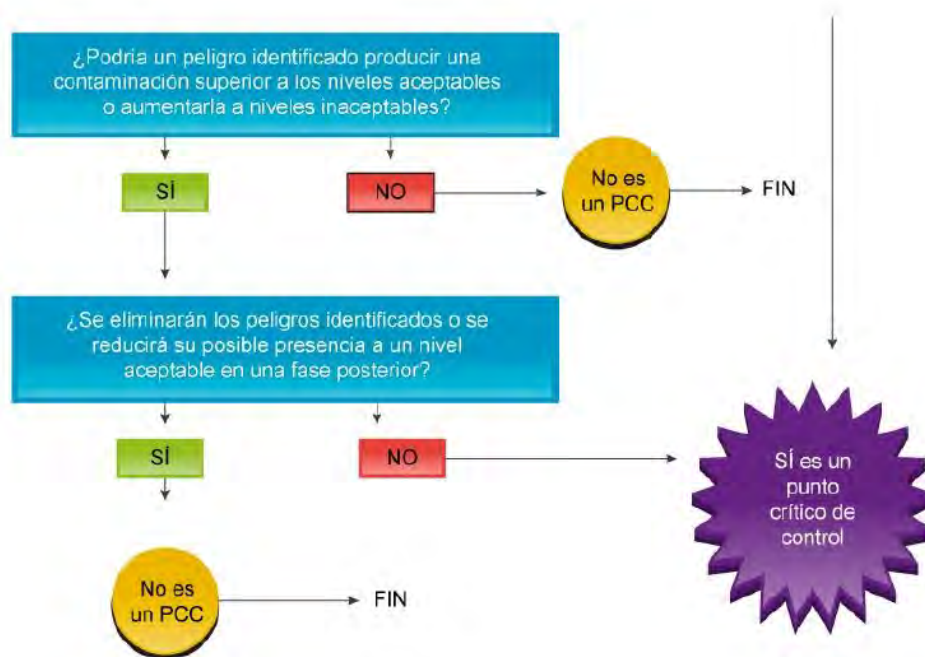 ¿Podría un peligro identificado producir una
contaminación superior a los niveles aceptables
o aumentarla a niveles inaceptables?
SÍ
NO
No es
un PCC
FIN
¿Se eliminarán los peligros identificados o se
reducirá su posible presencia a un nivel
aceptable en una fase posterior?
SÍ
NO
SÍ es un
punto
crítico de
control
No es
un PCC
FIN